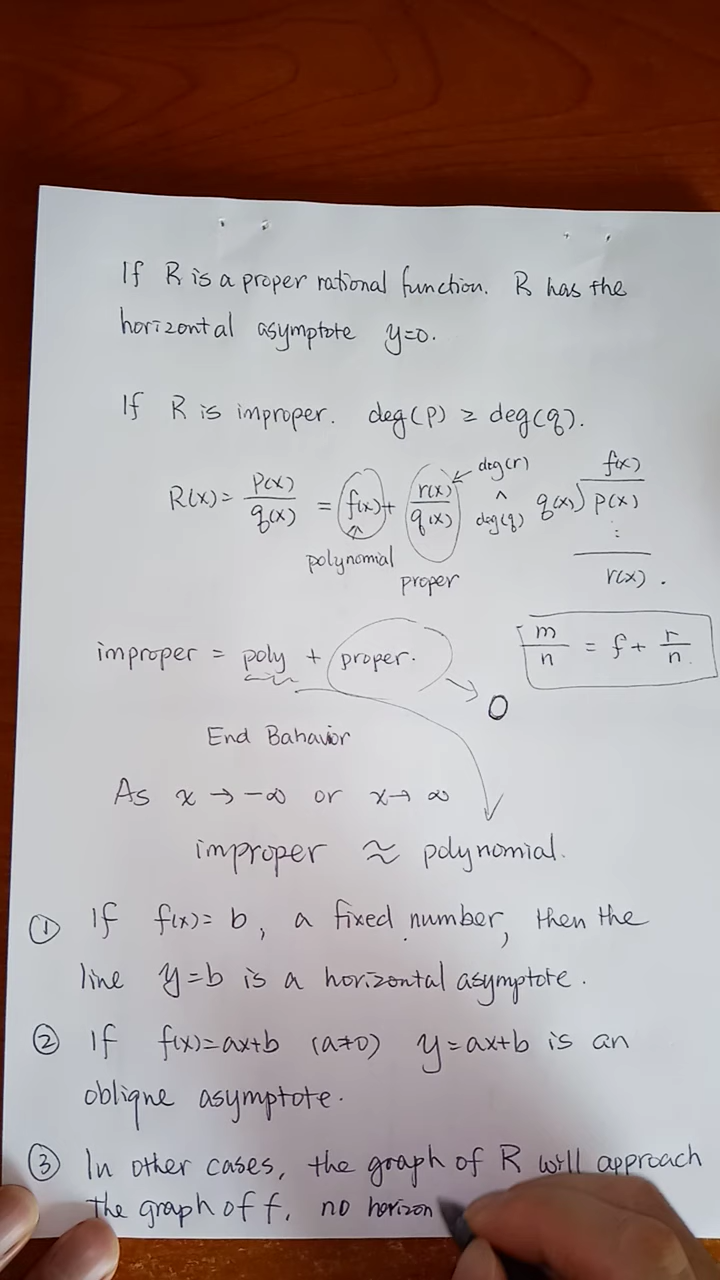 If R is a proper rational function. R has the
horizontal asymptote y=0.
If R is improper. deg(p) ≥ deg(q).
R(x) = p(x)/q(x) = f(x) + r(x)/q(x)
deg(r)
^
deg(q)
polynomial
proper
f(x)
q(x) ) p(x)
:
r(x).
improper = poly + proper.
→ 0
m/n = f + r/n.
End Bahavior
As x → -∞ or x → ∞
improper ≈ polynomial.
① If f(x) = b, a fixed number, then the
line y=b is a horizontal asymptote.
② If f(x)=ax+b (a≠0) y=ax+b is an
oblique asymptote.
③ In other cases, the graph of R will approach
the graph of f, no horizon